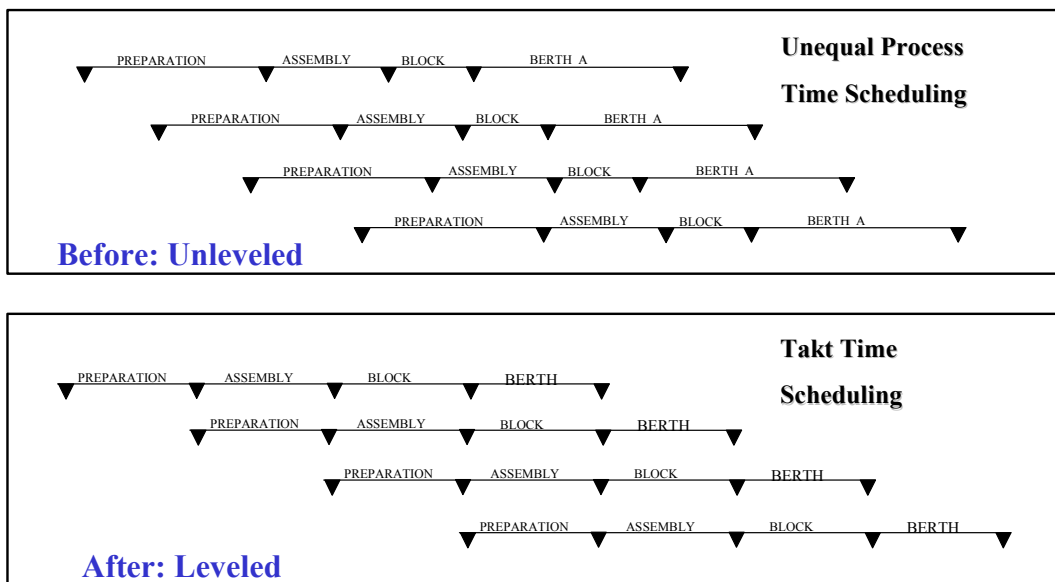 Unequal Process
Time Scheduling
PREPARATION ASSEMBLY BLOCK BERTH A
PREPARATION ASSEMBLY BLOCK BERTH A
PREPARATION ASSEMBLY BLOCK BERTH A
PREPARATION ASSEMBLY BLOCK BERTH A
Before: Unleveled
Takt Time
Scheduling
PREPARATION ASSEMBLY BLOCK BERTH
PREPARATION ASSEMBLY BLOCK BERTH
PREPARATION ASSEMBLY BLOCK BERTH
PREPARATION ASSEMBLY BLOCK BERTH
After: Leveled